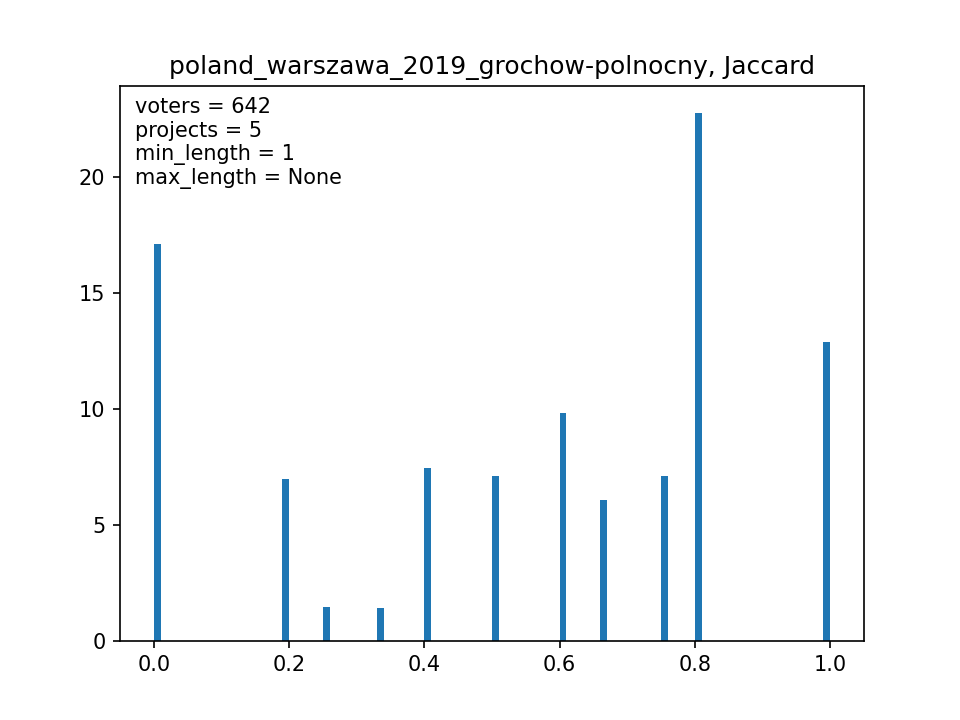 poland_warszawa_2019_grochow-polnocny, Jaccard
voters = 642
projects = 5
min_length = 1
max_length = None
20
15
10
5
0
0.0 0.2 0.4 0.6 0.8 1.0